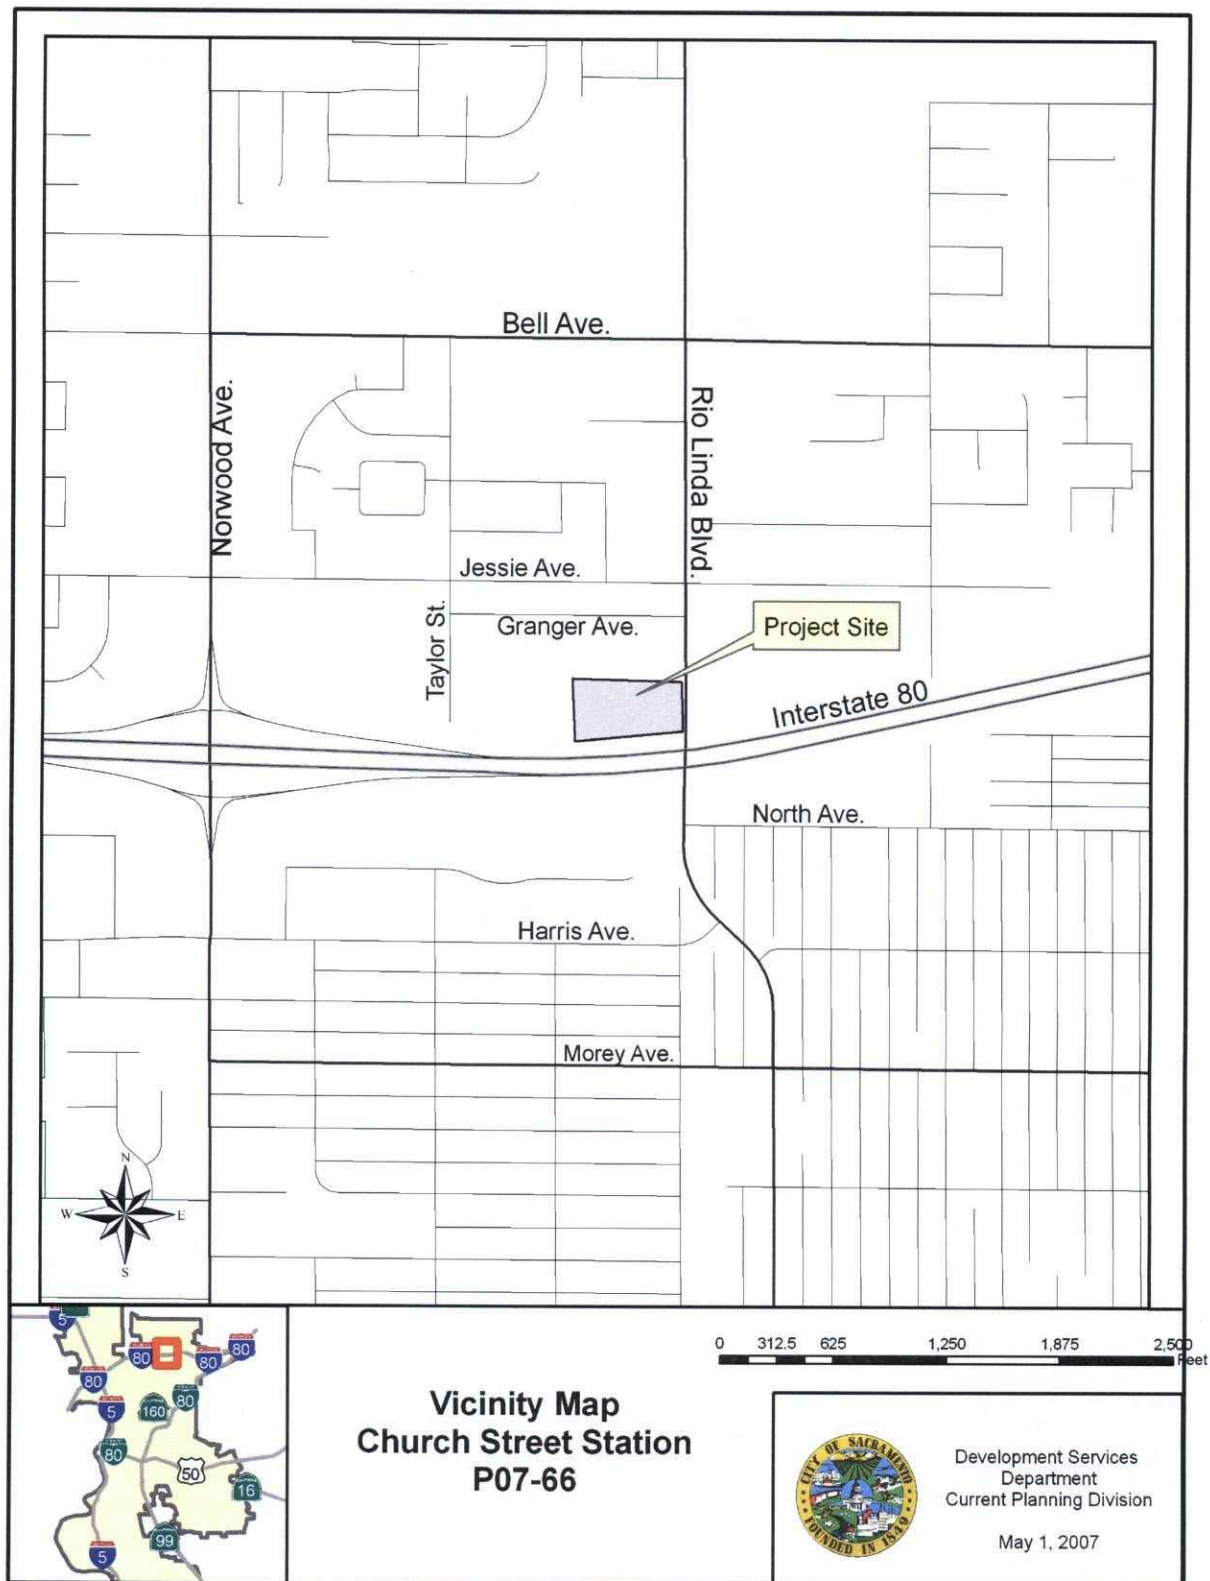 Bell Ave.
Norwood Ave.
Rio Linda Blvd.
Jessie Ave.
Taylor St.
Granger Ave.
Project Site
Interstate 80
North Ave.
Harris Ave.
Morey Ave.
N
W E
S
5
80 80 80
80
5 160 80
80
50
16
99
5
0 312.5 625 1,250 1,875 2,500
Feet
Vicinity Map
Church Street Station
P07-66
CITY OF SACRAMENTO
FOUNDED IN 1849
Development Services
Department
Current Planning Division
May 1, 2007